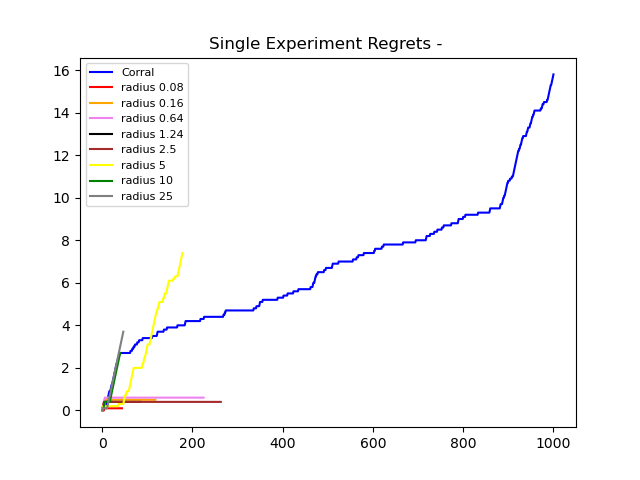 Single Experiment Regrets -
Corral
radius 0.08
radius 0.16
radius 0.64
radius 1.24
radius 2.5
radius 5
radius 10
radius 25
16
14
12
10
8
6
4
2
0
0 200 400 600 800 1000